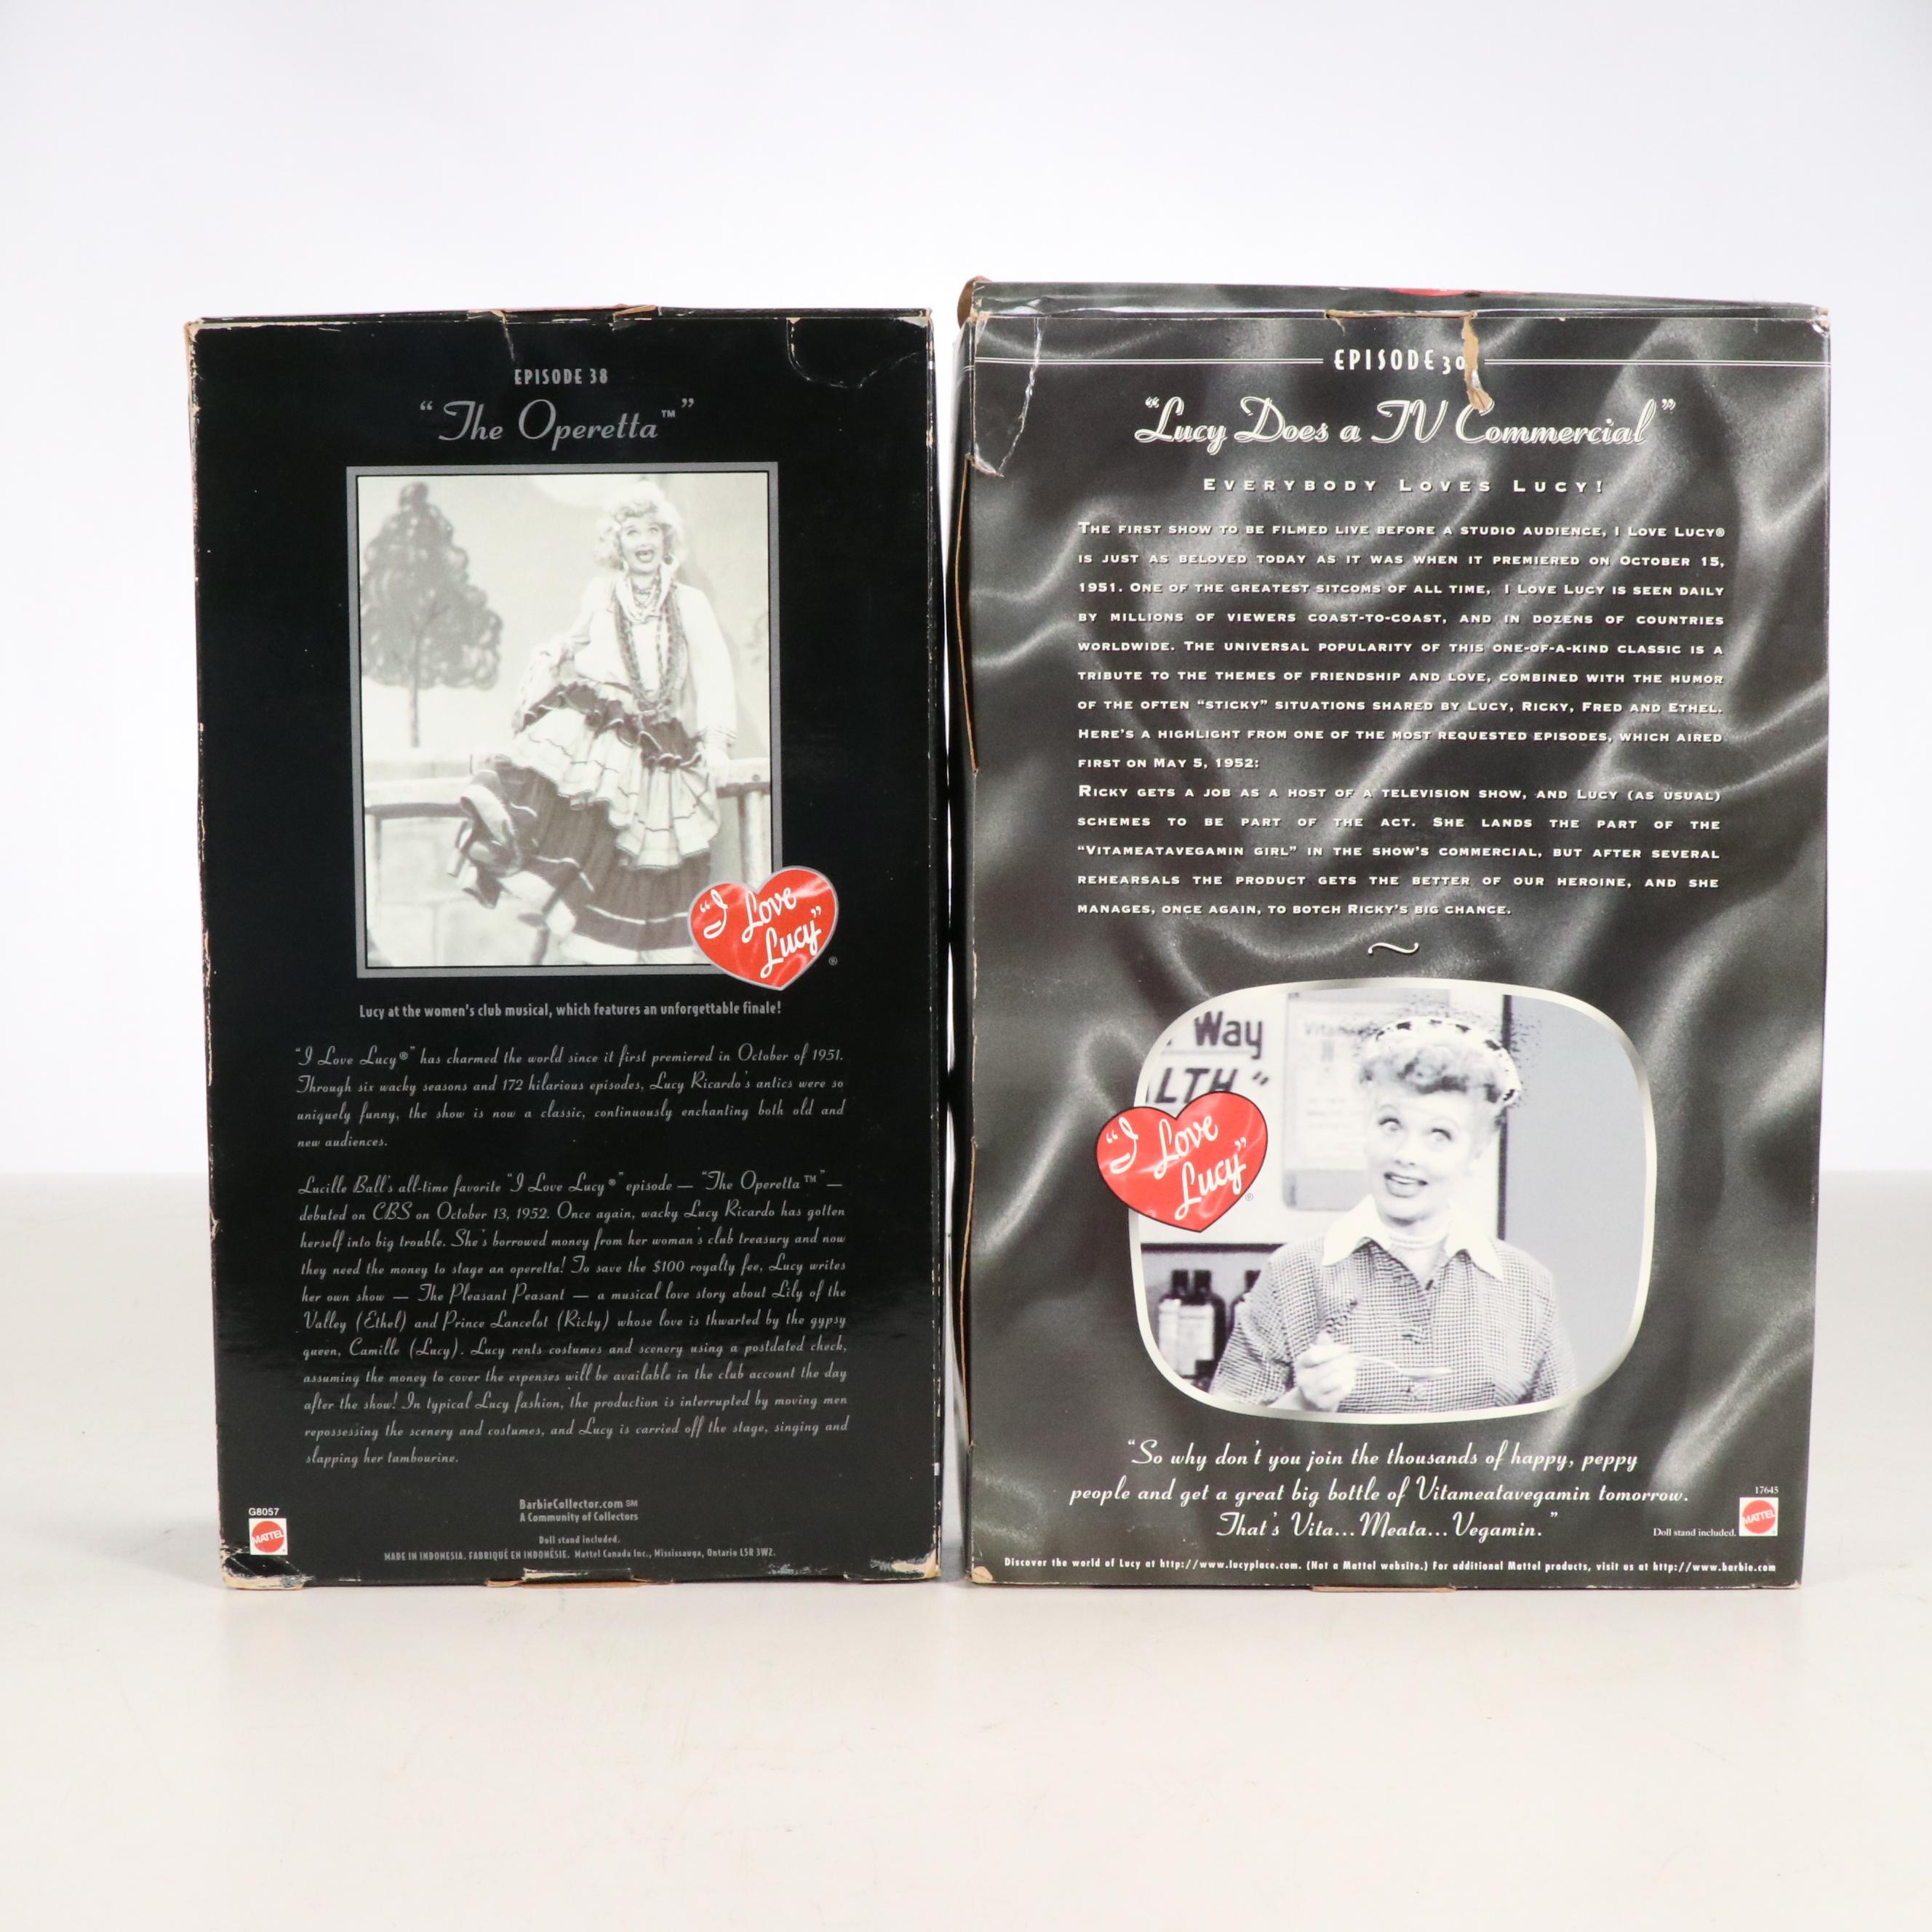 EPISODE 38
“The Operetta™”
“I Love Lucy”®
Lucy at the women's club musical, which features an unforgettable finale!
“I Love Lucy®” has charmed the world since it first premiered in October of 1951.
Through six wacky seasons and 172 hilarious episodes, Lucy Ricardo's antics were so
uniquely funny, the show is now a classic, continuously enchanting both old and
new audiences.
Lucille Ball's all-time favorite “I Love Lucy®” episode — “The Operetta™”—
debuted on CBS on October 13, 1952. Once again, wacky Lucy Ricardo has gotten
herself into big trouble. She's borrowed money from her woman's club treasury and now
they need the money to stage an operetta! To save the $100 royalty fee, Lucy writes
her own show — The Pleasant Peasant — a musical love story about Lily of the
Valley (Ethel) and Prince Lancelot (Ricky) whose love is thwarted by the gypsy
queen, Camille (Lucy). Lucy rents costumes and scenery using a postdated check,
assuming the money to cover the expenses will be available in the club account the day
after the show! In typical Lucy fashion, the production is interrupted by moving men
repossessing the scenery and costumes, and Lucy is carried off the stage, singing and
slapping her tambourine.
G8057
MATTEL
BarbieCollector.com℠
A Community of Collectors
Doll stand included.
MADE IN INDONESIA. FABRIQUÉ EN INDONÉSIE. Mattel Canada Inc., Mississauga, Ontario L5R 3W2.
EPISODE 30
“Lucy Does a TV Commercial”
EVERYBODY LOVES LUCY!
THE FIRST SHOW TO BE FILMED LIVE BEFORE A STUDIO AUDIENCE, I LOVE LUCY®
IS JUST AS BELOVED TODAY AS IT WAS WHEN IT PREMIERED ON OCTOBER 15,
1951. ONE OF THE GREATEST SITCOMS OF ALL TIME, I LOVE LUCY IS SEEN DAILY
BY MILLIONS OF VIEWERS COAST-TO-COAST, AND IN DOZENS OF COUNTRIES
WORLDWIDE. THE UNIVERSAL POPULARITY OF THIS ONE-OF-A-KIND CLASSIC IS A
TRIBUTE TO THE THEMES OF FRIENDSHIP AND LOVE, COMBINED WITH THE HUMOR
OF THE OFTEN “STICKY” SITUATIONS SHARED BY LUCY, RICKY, FRED AND ETHEL.
HERE'S A HIGHLIGHT FROM ONE OF THE MOST REQUESTED EPISODES, WHICH AIRED
FIRST ON MAY 5, 1952:
RICKY GETS A JOB AS A HOST OF A TELEVISION SHOW, AND LUCY (AS USUAL)
SCHEMES TO BE PART OF THE ACT. SHE LANDS THE PART OF THE
“VITAMEATAVEGAMIN GIRL” IN THE SHOW'S COMMERCIAL, BUT AFTER SEVERAL
REHEARSALS THE PRODUCT GETS THE BETTER OF OUR HEROINE, AND SHE
MANAGES, ONCE AGAIN, TO BOTCH RICKY'S BIG CHANCE.
Way
LTH”
“I Love Lucy”®
“So why don't you join the thousands of happy, peppy
people and get a great big bottle of Vitameatavegamin tomorrow.
That's Vita... Meata... Vegamin.”
17645
Doll stand included.
MATTEL
Discover the world of Lucy at http://www.lucyplace.com. (Not a Mattel website.) For additional Mattel products, visit us at http://www.barbie.com